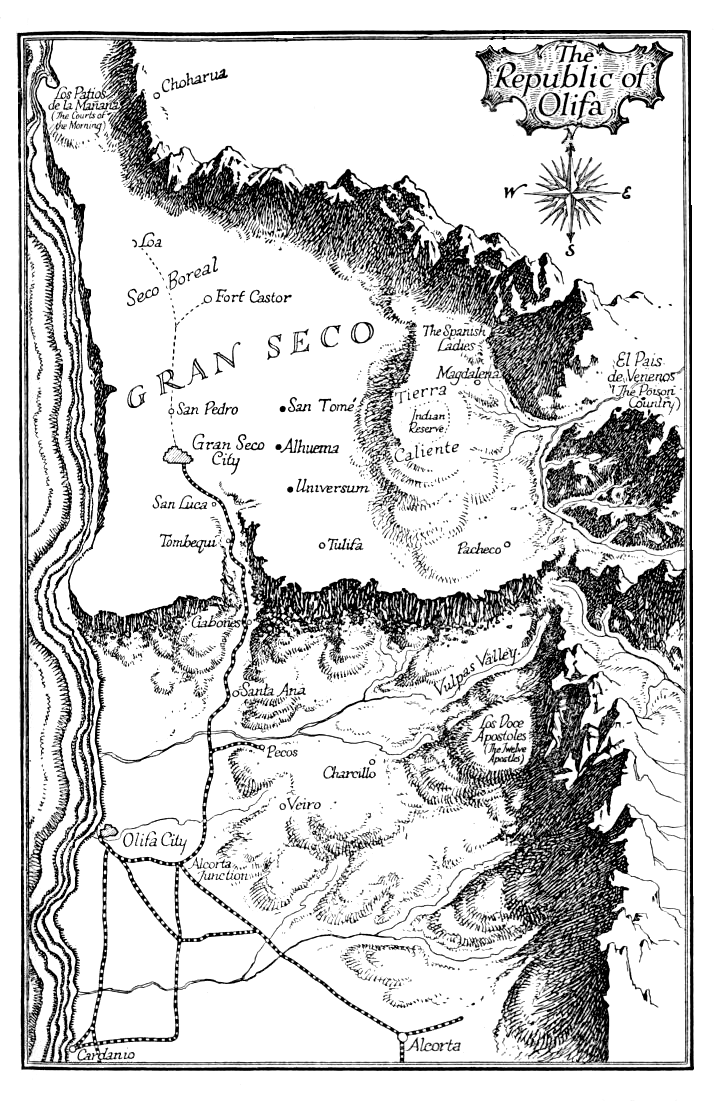 The
Republic of
Olifa
N
W
E
S
Los Patios
de la Mañana
(The Courts of
the Morning)
Choharua
Loa
Seco Boreal
Fort Castor
GRAN SECO
The Spanish
Ladies
Magdalena
El Pais
de Venenos
(The Poison
Country)
Tierra
Caliente
Indian
Reserve
San Pedro
San Tomé
Gran Seco
City
Alhuema
Universum
San Luca
Tombequi
Tulifa
Pacheco
Gabones
Santa Ana
Vulpas Valley
Los Doce
Apostoles
(The Twelve
Apostles)
Pecos
Charcillo
Veiro
Olifa City
Alcorta
Junction
Cardanio
Alcorta